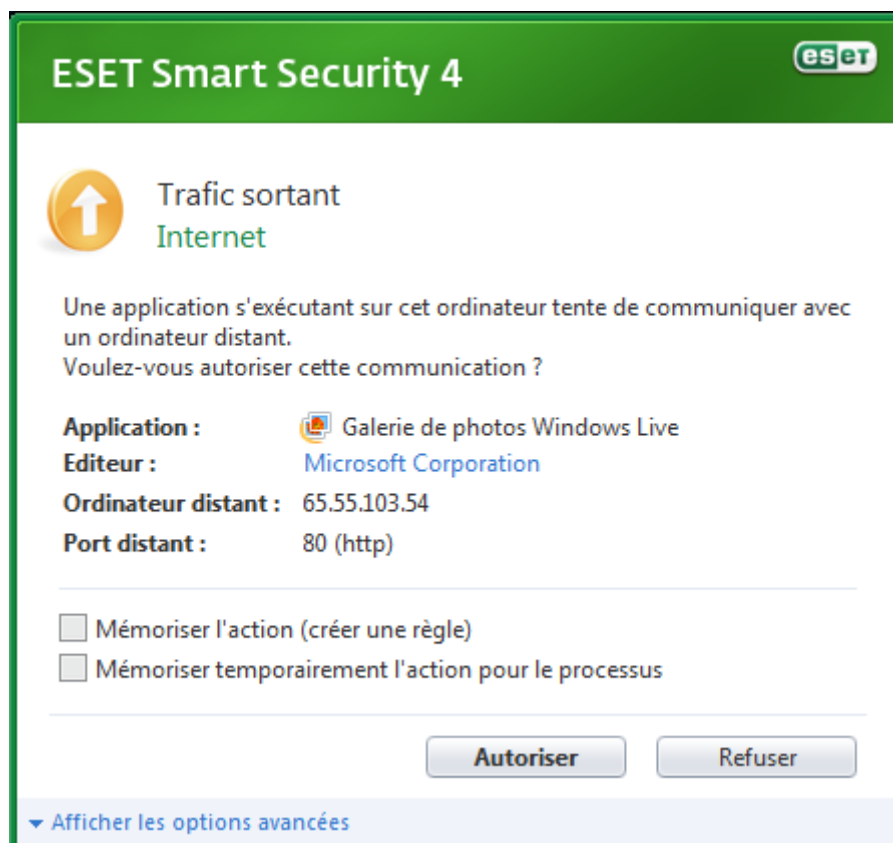 ESET Smart Security 4
eset
Trafic sortant
Internet
Une application s'exécutant sur cet ordinateur tente de communiquer avec
un ordinateur distant.
Voulez-vous autoriser cette communication ?
Application : Galerie de photos Windows Live
Editeur : Microsoft Corporation
Ordinateur distant : 65.55.103.54
Port distant : 80 (http)
Mémoriser l'action (créer une règle)
Mémoriser temporairement l'action pour le processus
Autoriser Refuser
Afficher les options avancées